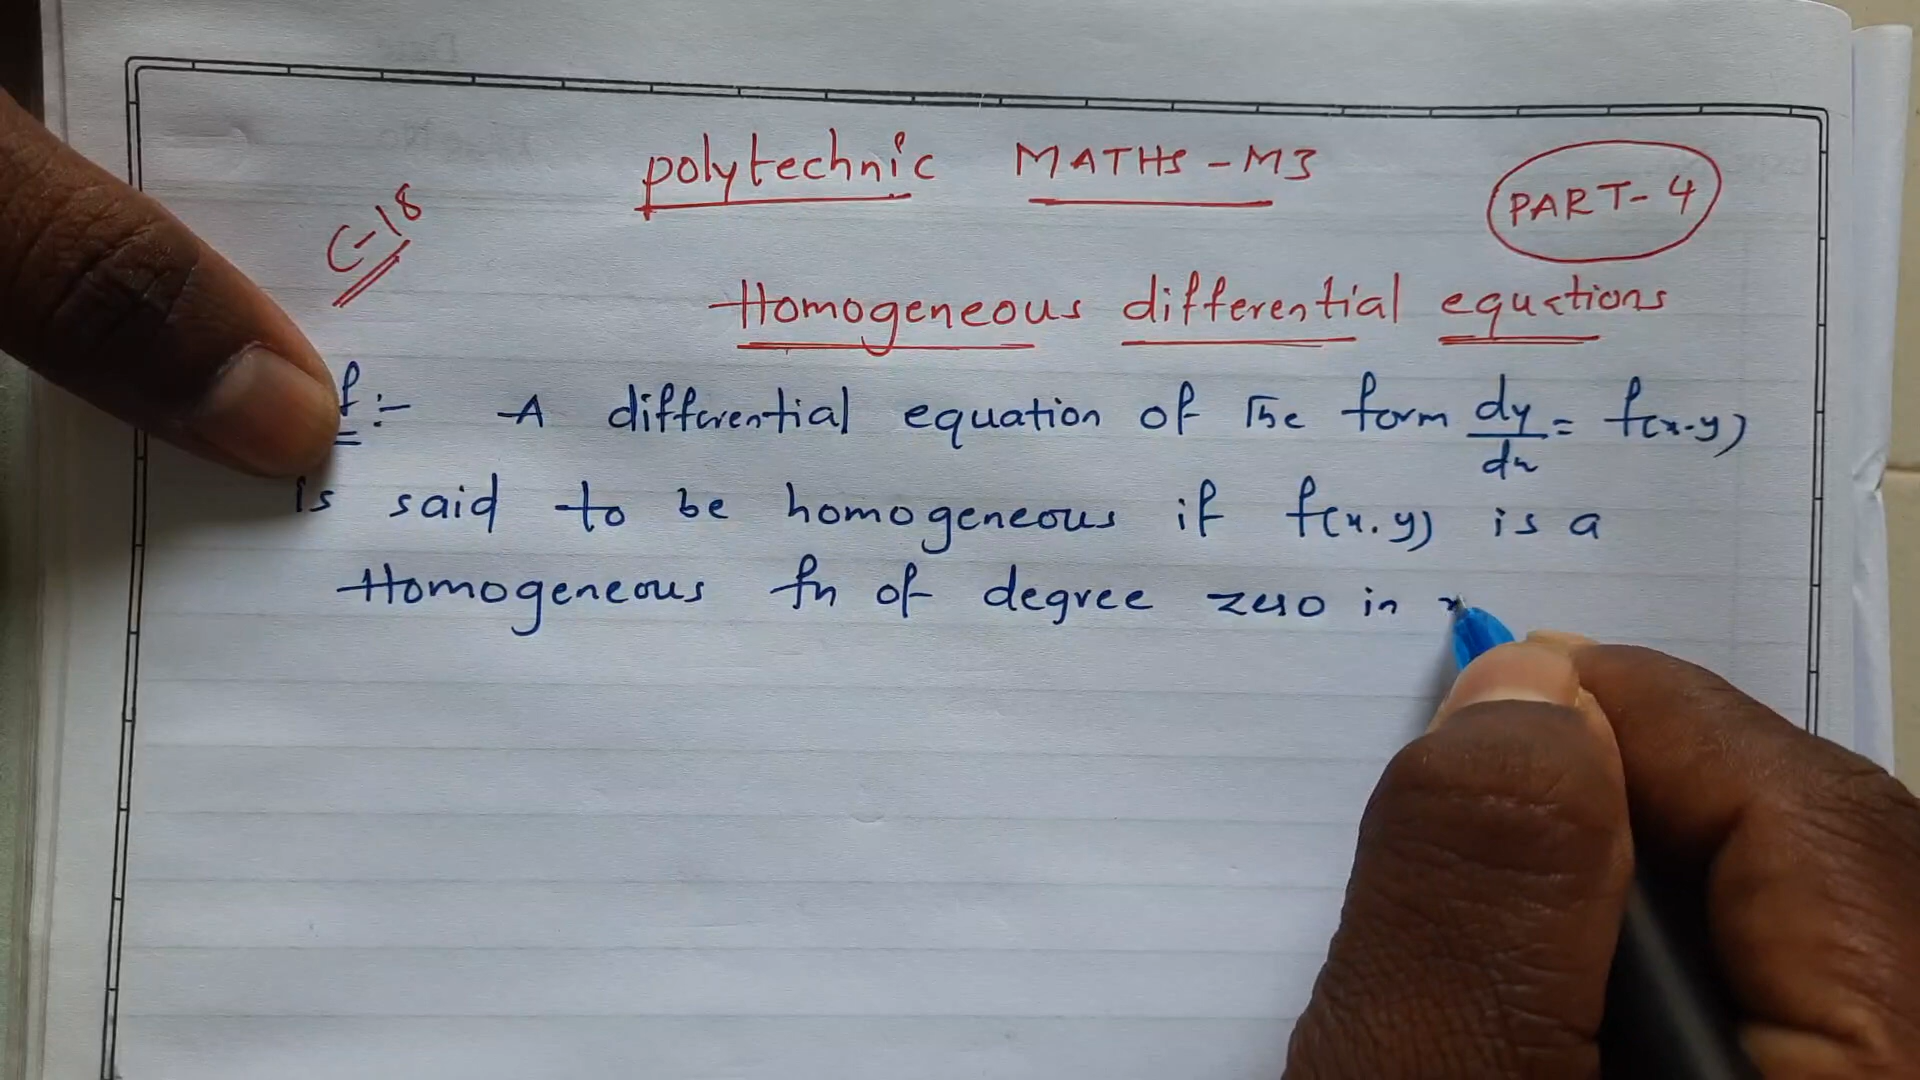 polytechnic MATHS - M3
PART - 4
C-18
Homogeneous differential equations
f :- A differential equation of The form dy/dx = f(x.y)
is said to be homogeneous if f(x.y) is a
Homogeneous fn of degree zero in x